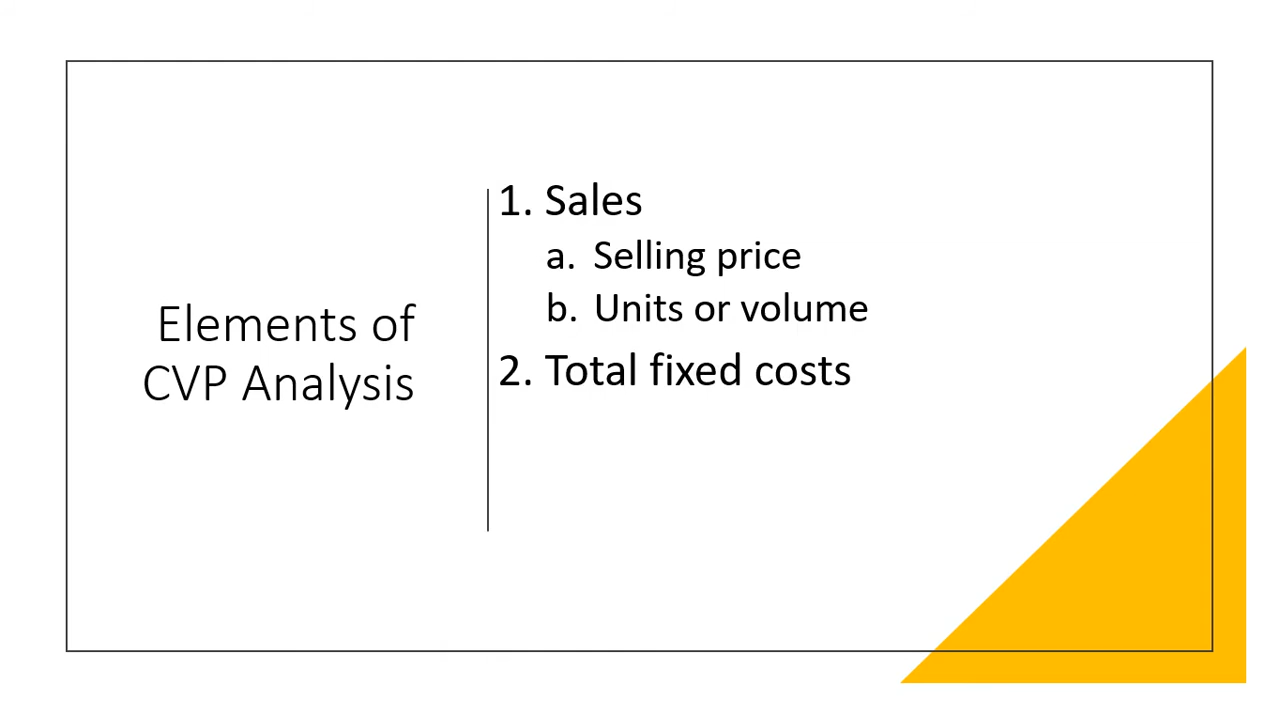 Elements of
CVP Analysis
1. Sales
a. Selling price
b. Units or volume
2. Total fixed costs